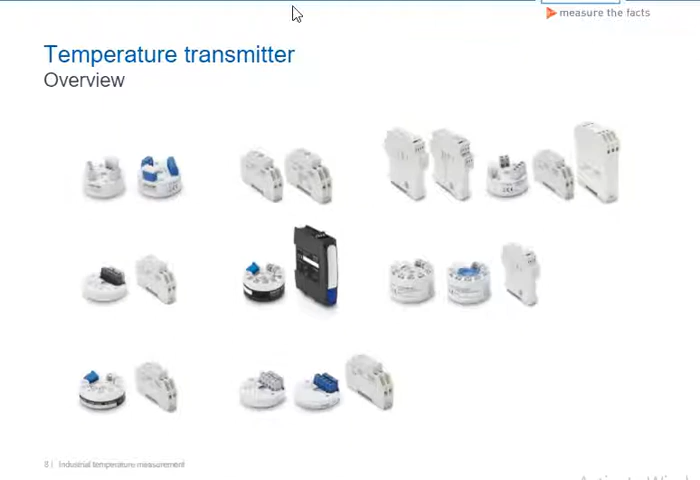 measure the facts
Temperature transmitter
Overview
8 | Industrial temperature measurement